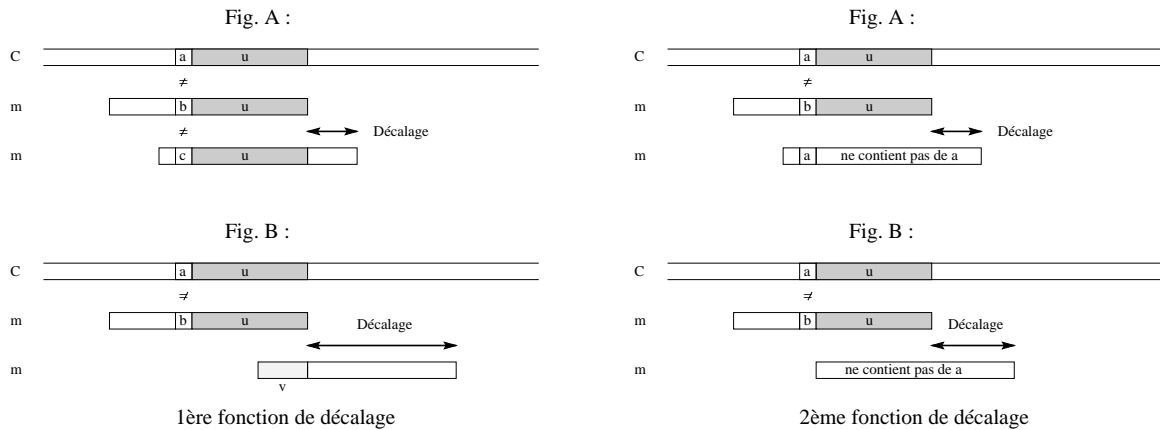 Fig. A :
C a u
≠
m b u
≠ Décalage
m c u
Fig. B :
C a u
≠
m b u
Décalage
m
v
1ère fonction de décalage
Fig. A :
C a u
≠
m b u
Décalage
m a ne contient pas de a
Fig. B :
C a u
≠
m b u
Décalage
m ne contient pas de a
2ème fonction de décalage